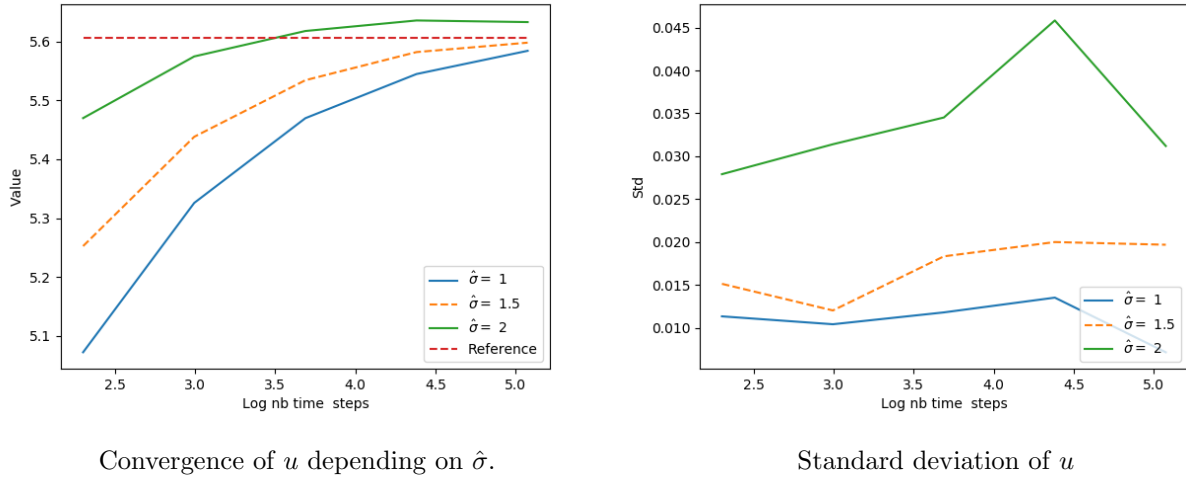 5.6
5.5
5.4
5.3
5.2
5.1
Value
2.5 3.0 3.5 4.0 4.5 5.0
Log nb time steps
σ̂ = 1
σ̂ = 1.5
σ̂ = 2
Reference
Convergence of u depending on σ̂.
0.045
0.040
0.035
0.030
0.025
0.020
0.015
0.010
Std
2.5 3.0 3.5 4.0 4.5 5.0
Log nb time steps
σ̂ = 1
σ̂ = 1.5
σ̂ = 2
Standard deviation of u